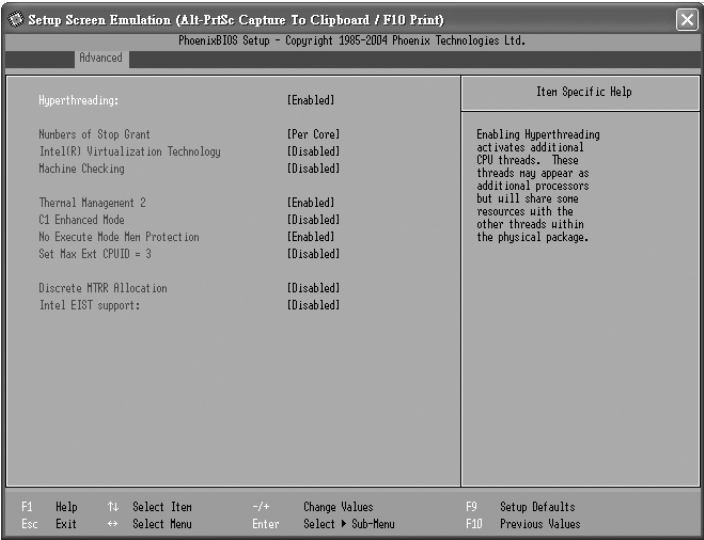 Setup Screen Emulation (Alt-PrtSc Capture To Clipboard / F10 Print)
PhoenixBIOS Setup - Copyright 1985-2004 Phoenix Technologies Ltd.
Advanced
Hyperthreading: [Enabled]
Numbers of Stop Grant [Per Core]
Intel(R) Virtualization Technology [Disabled]
Machine Checking [Disabled]
Thermal Management 2 [Enabled]
C1 Enhanced Mode [Disabled]
No Execute Mode Mem Protection [Enabled]
Set Max Ext CPUID = 3 [Disabled]
Discrete MTRR Allocation [Disabled]
Intel EIST support: [Disabled]
Item Specific Help
Enabling Hyperthreading
activates additional
CPU threads. These
threads may appear as
additional processors
but will share some
resources with the
other threads within
the physical package.
F1 Help ↑↓ Select Item -/+ Change Values F9 Setup Defaults
Esc Exit ↔ Select Menu Enter Select ▶ Sub-Menu F10 Previous Values